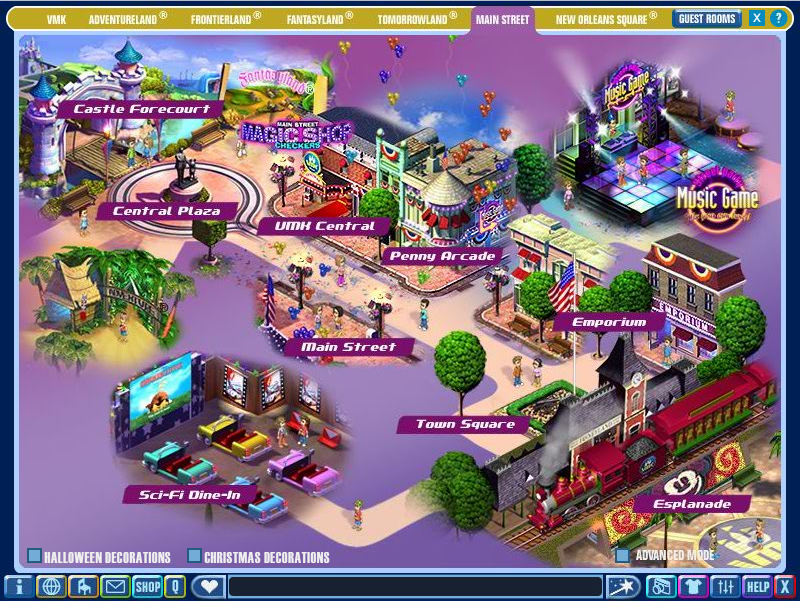 VMK ADVENTURELAND® FRONTIERLAND® FANTASYLAND® TOMORROWLAND® MAIN STREET NEW ORLEANS SQUARE® GUEST ROOMS X ?
Fantasyland®
Music Game
Castle Forecourt
MAIN STREET
MAGIC SHOP
CHECKERS
Music Game
Central Plaza
VMK Central
Penny Arcade
EMPORIUM
Emporium
Main Street
Town Square
Sci-Fi Dine-In
Esplanade
HALLOWEEN DECORATIONS CHRISTMAS DECORATIONS ADVANCED MODE
i SHOP Q HELP X